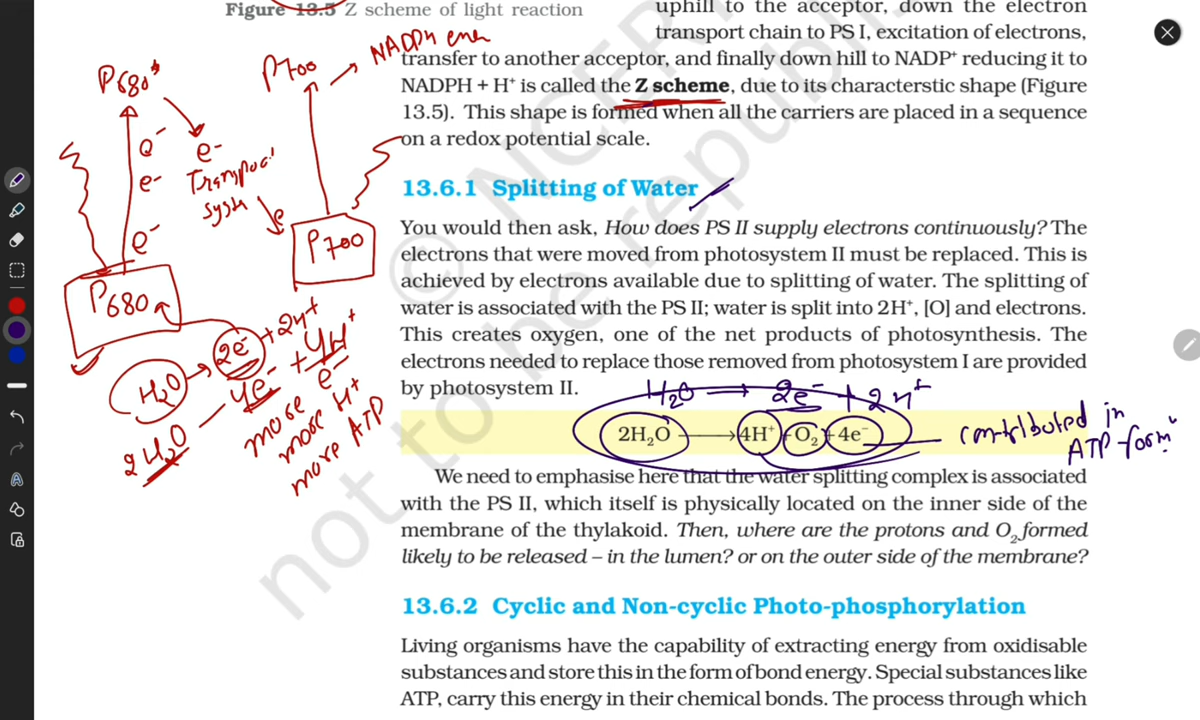 Figure 13.5 Z scheme of light reaction
uphill to the acceptor, down the electron
transport chain to PS I, excitation of electrons,
transfer to another acceptor, and finally down hill to NADP⁺ reducing it to
NADPH + H⁺ is called the Z scheme, due to its characterstic shape (Figure
13.5). This shape is formed when all the carriers are placed in a sequence
on a redox potential scale.
P680*
P700
NADPH
e-
e-
e-
e-
e
P700
P680
H₂O → 2e- + 2H+
2H₂O — 4e- + 4H+
more e-
more H+
more ATP
13.6.1 Splitting of Water
You would then ask, How does PS II supply electrons continuously? The
electrons that were moved from photosystem II must be replaced. This is
achieved by electrons available due to splitting of water. The splitting of
water is associated with the PS II; water is split into 2H⁺, [O] and electrons.
This creates oxygen, one of the net products of photosynthesis. The
electrons needed to replace those removed from photosystem I are provided
by photosystem II.
H₂O → 2e- + 2H+
2H₂O ⟶ 4H⁺ + O₂ + 4e⁻
contributed in
ATP form
We need to emphasise here that the water splitting complex is associated
with the PS II, which itself is physically located on the inner side of the
membrane of the thylakoid. Then, where are the protons and O₂ formed
likely to be released – in the lumen? or on the outer side of the membrane?
13.6.2 Cyclic and Non-cyclic Photo-phosphorylation
Living organisms have the capability of extracting energy from oxidisable
substances and store this in the form of bond energy. Special substances like
ATP, carry this energy in their chemical bonds. The process through which
© NCERT
not to be republi